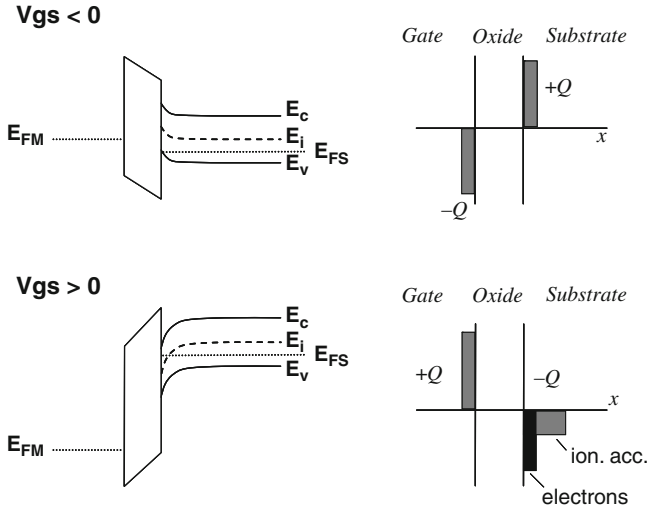 Vgs < 0
Gate Oxide Substrate
+Q
E_c
E_FM
E_i
E_FS
E_v
x
–Q
Vgs > 0
Gate Oxide Substrate
E_c
E_i
E_FS
+Q
–Q
E_v
x
E_FM
ion. acc.
electrons